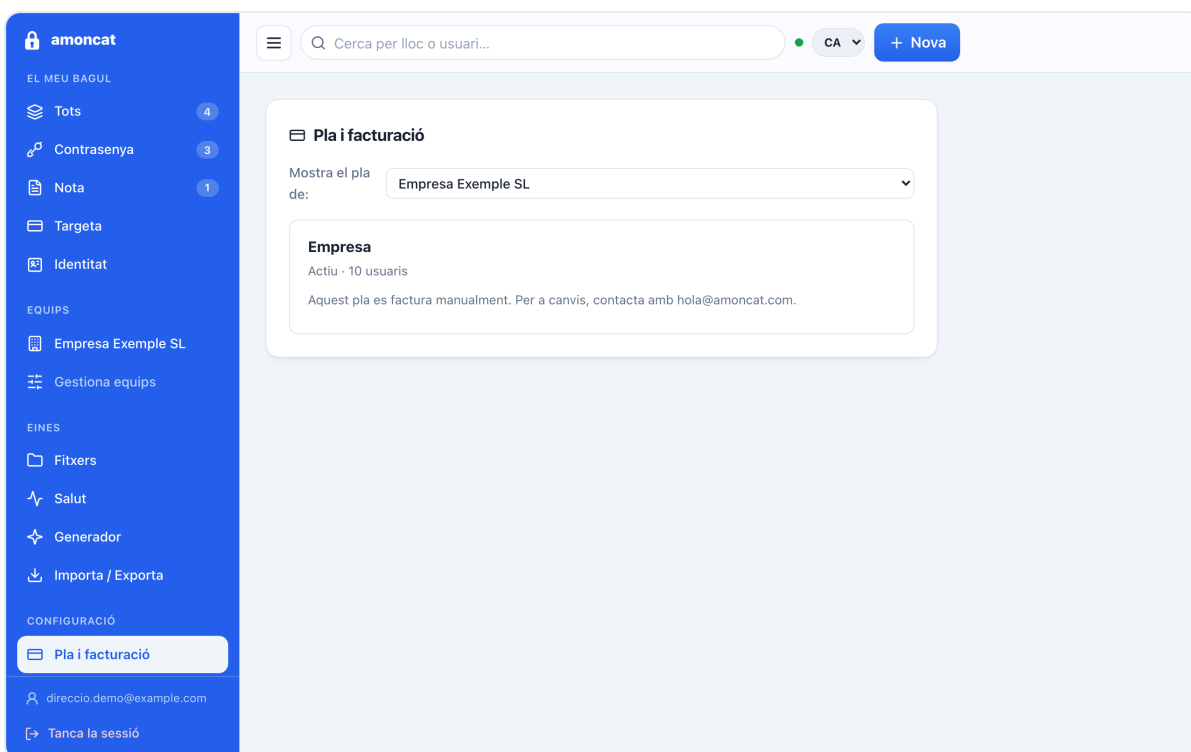 amoncat
EL MEU BAGUL
Tots 4
Contrasenya 3
Nota 1
Targeta
Identitat
EQUIPS
Empresa Exemple SL
Gestiona equips
EINES
Fitxers
Salut
Generador
Importa / Exporta
CONFIGURACIÓ
Pla i facturació
direccio.demo@example.com
Tanca la sessió
Cerca per lloc o usuari...
CA
+ Nova
Pla i facturació
Mostra el pla
de:
Empresa Exemple SL
Empresa
Actiu · 10 usuaris
Aquest pla es factura manualment. Per a canvis, contacta amb hola@amoncat.com.